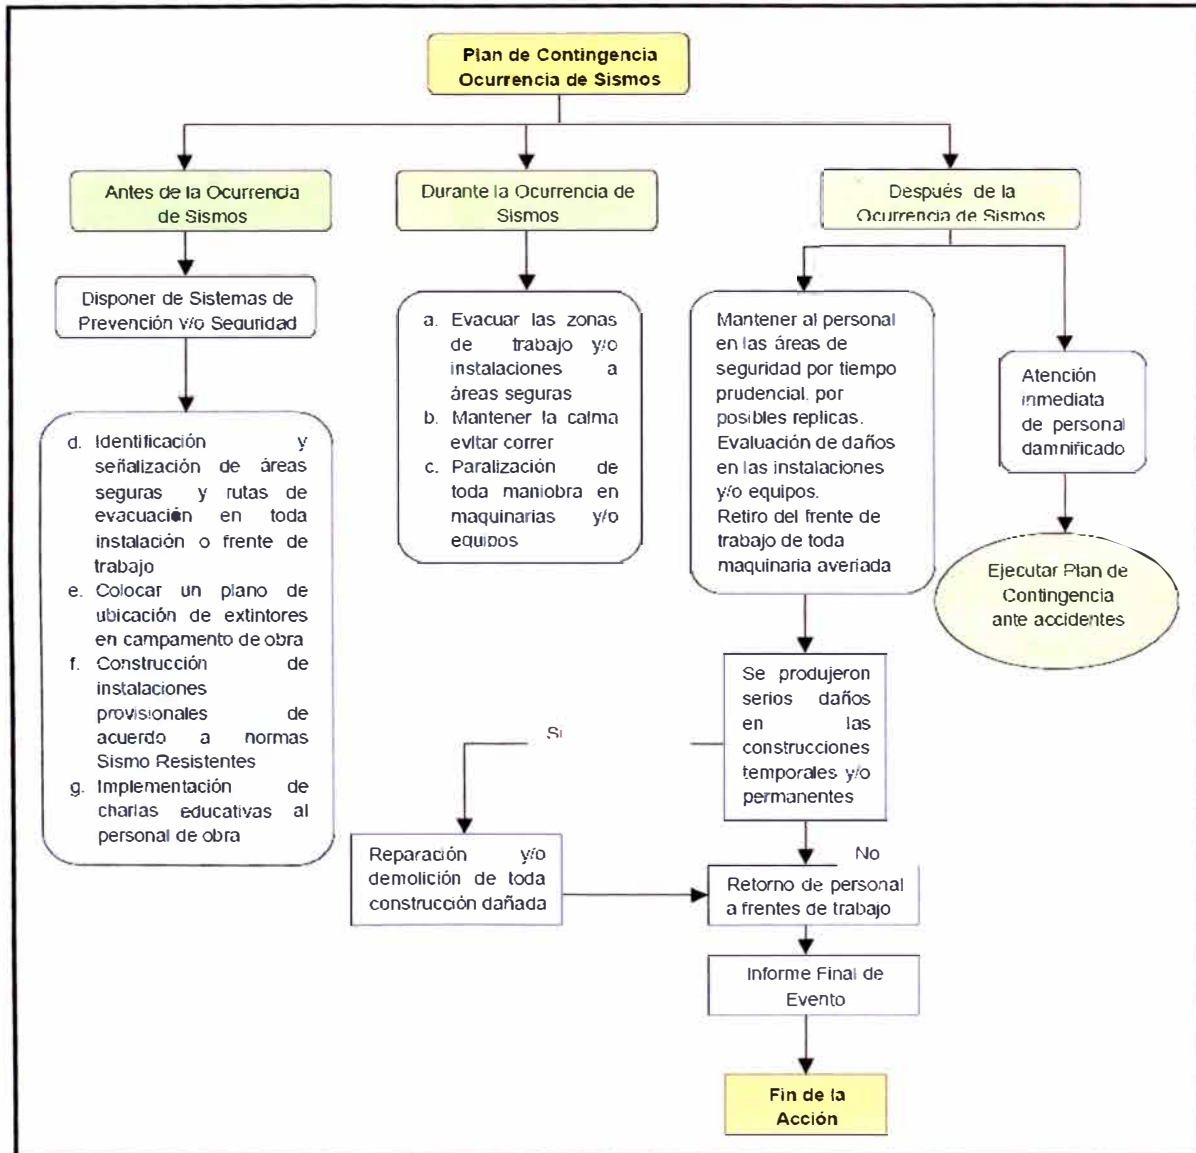 Plan de Contingencia
Ocurrencia de Sismos
Antes de la Ocurrencia
de Sismos
Disponer de Sistemas de
Prevención y/o Seguridad
d. Identificación y
señalización de áreas
seguras y rutas de
evacuación en toda
instalación o frente de
trabajo
e. Colocar un plano de
ubicación de extintores
en campamento de obra
f. Construcción de
instalaciones
provisionales de
acuerdo a normas
Sismo Resistentes
g. Implementación de
charlas educativas al
personal de obra
Durante la Ocurrencia de
Sismos
a. Evacuar las zonas
de trabajo y/o
instalaciones a
áreas seguras
b. Mantener la calma
evitar correr
c. Paralización de
toda maniobra en
maquinarias y/o
equipos
Después de la
Ocurrencia de Sismos
Mantener al personal
en las áreas de
seguridad por tiempo
prudencial, por
posibles replicas.
Evaluación de daños
en las instalaciones
y/o equipos.
Retiro del frente de
trabajo de toda
maquinaria averiada
Atención
inmediata
de personal
damnificado
Ejecutar Plan de
Contingencia
ante accidentes
Se produjeron
serios daños
en las
construcciones
temporales y/o
permanentes
Si
Reparación y/o
demolición de toda
construcción dañada
No
Retorno de personal
a frentes de trabajo
Informe Final de
Evento
Fin de la
Acción